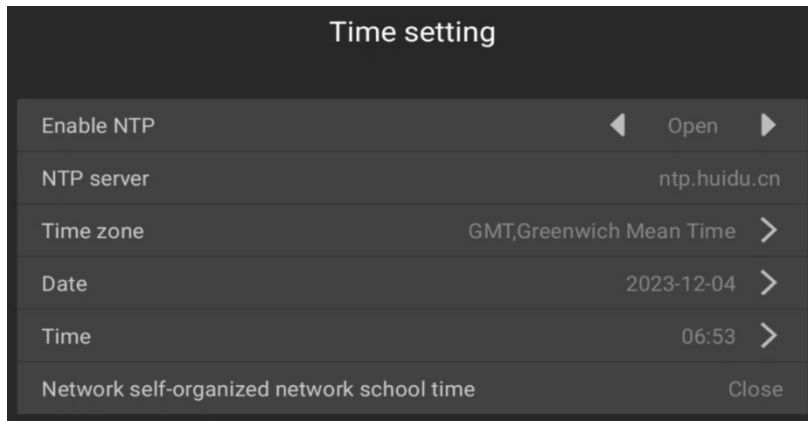 Time setting
Enable NTP Open
NTP server ntp.huidu.cn
Time zone GMT,Greenwich Mean Time
Date 2023-12-04
Time 06:53
Network self-organized network school time Close